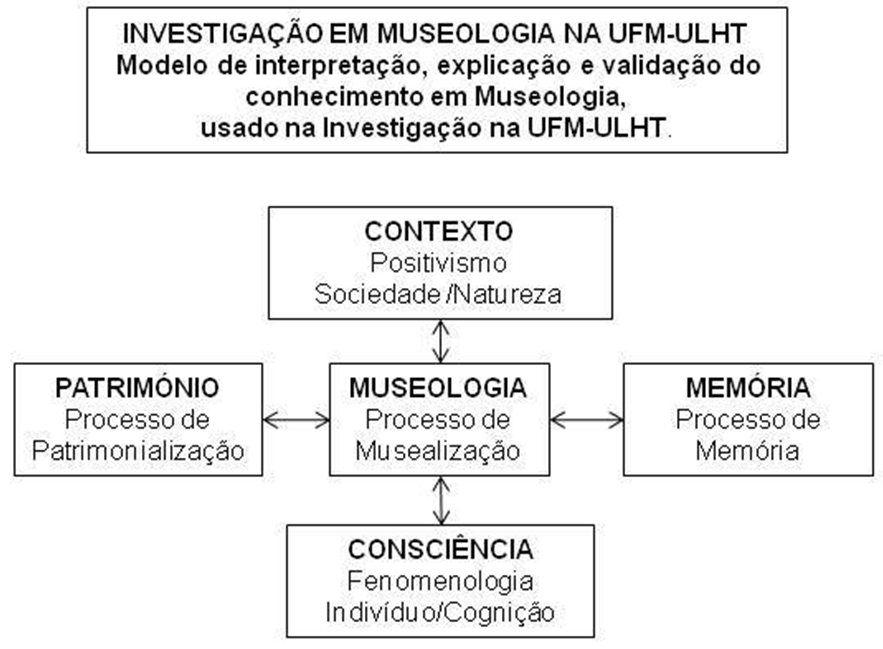 INVESTIGAÇÃO EM MUSEOLOGIA NA UFM-ULHT
Modelo de interpretação, explicação e validação do
conhecimento em Museologia,
usado na Investigação na UFM-ULHT.
CONTEXTO
Positivismo
Sociedade/Natureza
PATRIMÓNIO
Processo de
Patrimonialização
MUSEOLOGIA
Processo de
Musealização
MEMÓRIA
Processo de
Memória
CONSCIÊNCIA
Fenomenologia
Indivíduo/Cognição